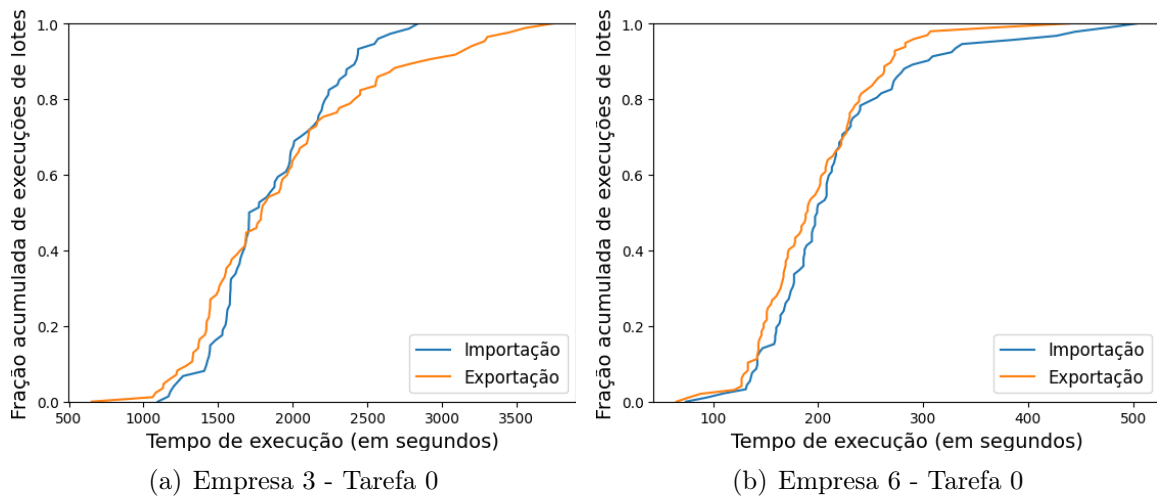 Fração acumulada de execuções de lotes
1.0
0.8
0.6
0.4
0.2
0.0
500
1000
1500
2000
2500
3000
3500
Importação
Exportação
Tempo de execução (em segundos)
(a) Empresa 3 - Tarefa 0
Fração acumulada de execuções de lotes
1.0
0.8
0.6
0.4
0.2
0.0
100
200
300
400
500
Importação
Exportação
Tempo de execução (em segundos)
(b) Empresa 6 - Tarefa 0